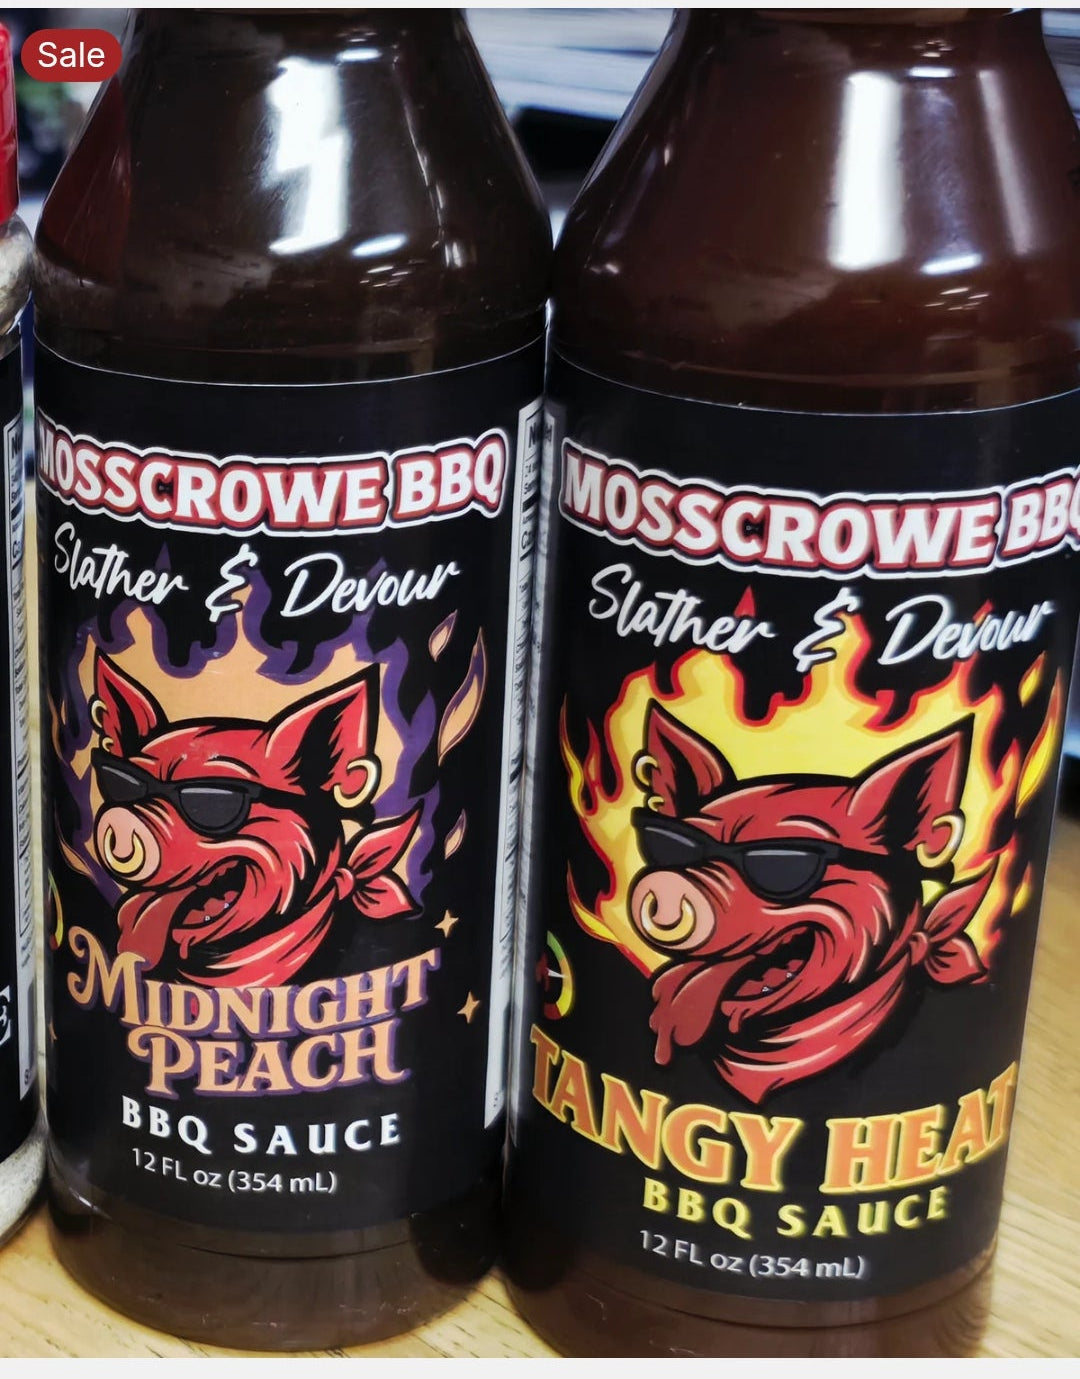 Sale
MOSSCROWE BBQ
Slather & Devour
MIDNIGHT
PEACH
BBQ SAUCE
12 FL oz (354 mL)
MOSSCROWE BBQ
Slather & Devour
TANGY HEAT
BBQ SAUCE
12 FL oz (354 mL)